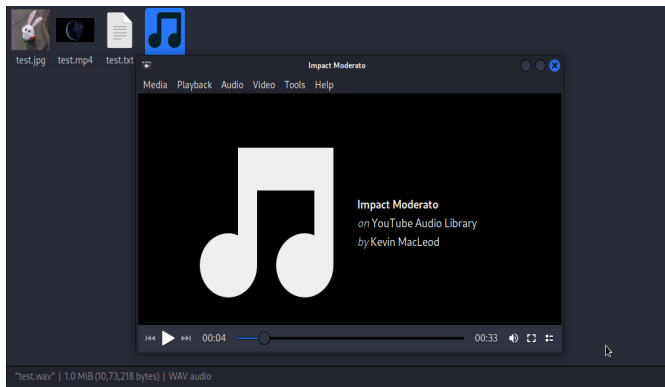 test.jpg test.mp4 test.txt
Impact Moderato
Media Playback Audio Video Tools Help
Impact Moderato
on YouTube Audio Library
by Kevin MacLeod
00:04 00:33
"test.wav" | 1.0 MiB (10,73,218 bytes) | WAV audio